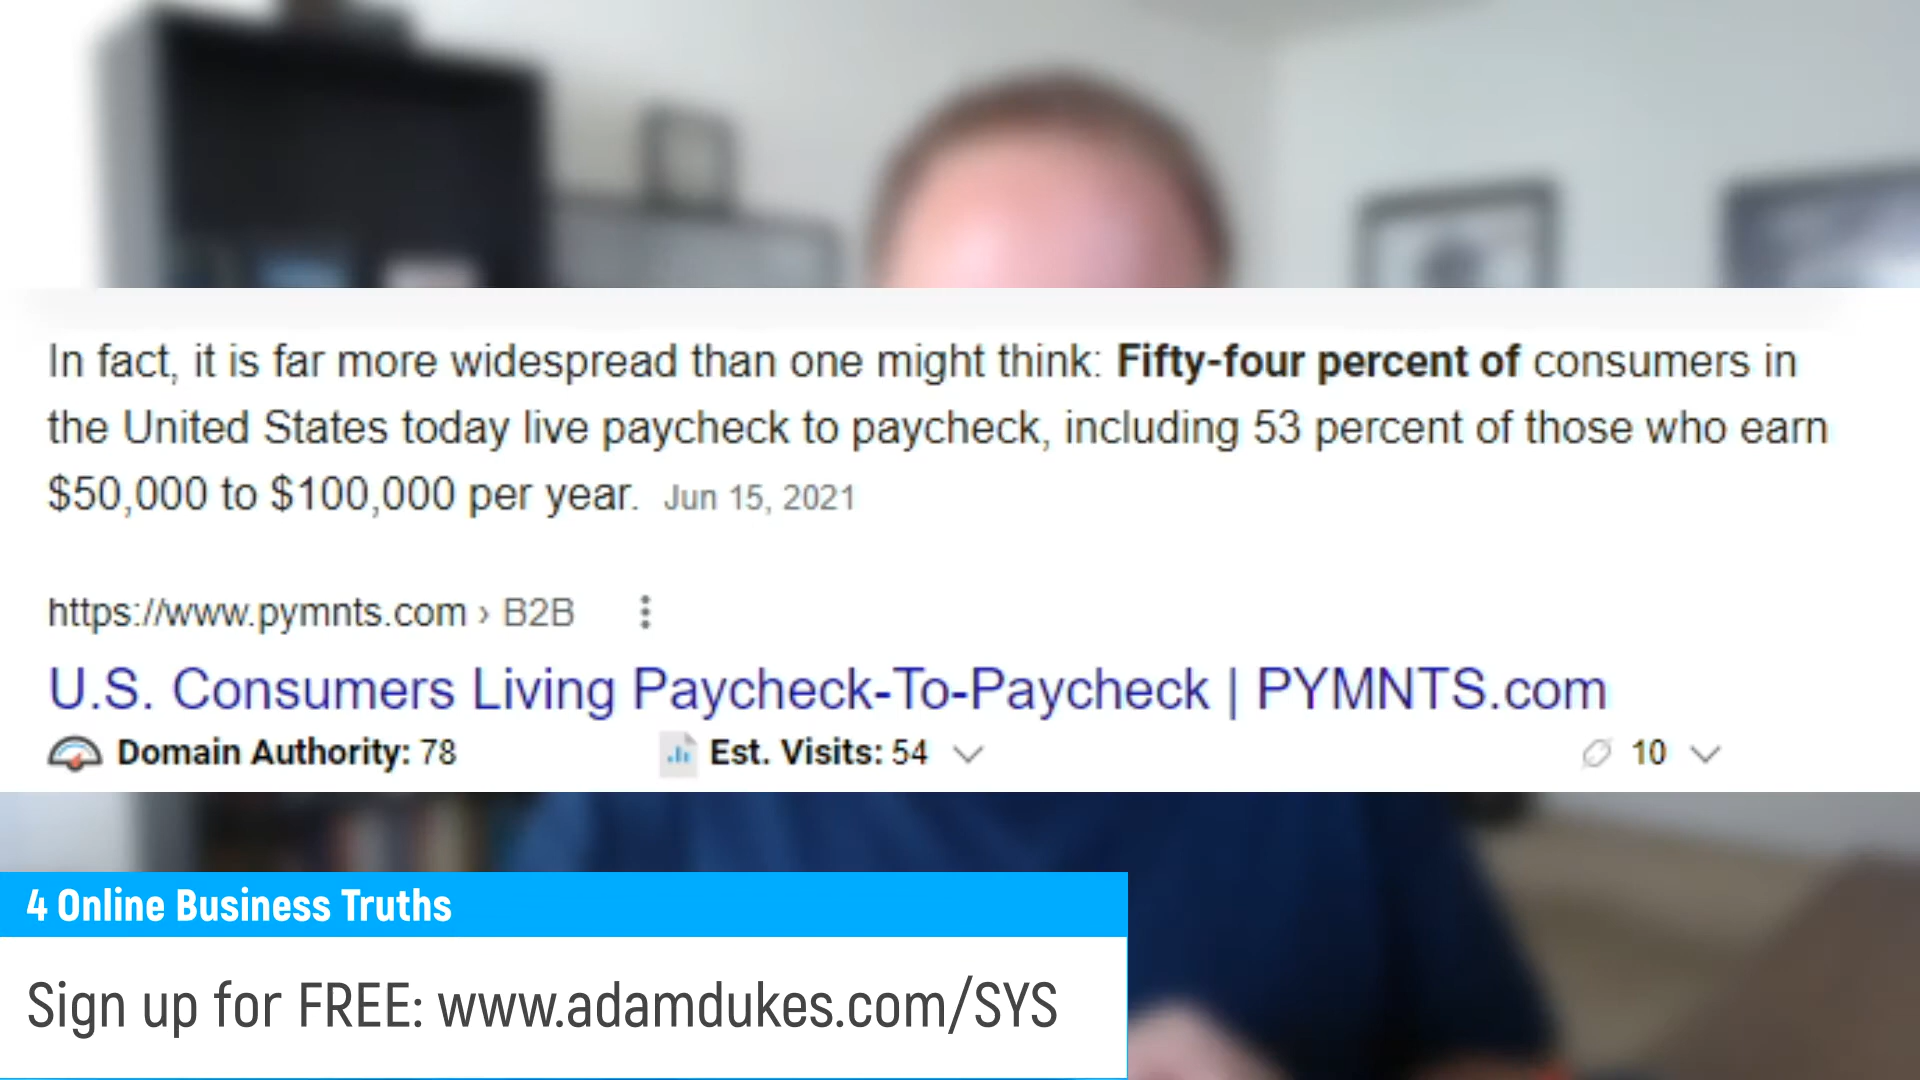 In fact, it is far more widespread than one might think: Fifty-four percent of consumers in
the United States today live paycheck to paycheck, including 53 percent of those who earn
$50,000 to $100,000 per year. Jun 15, 2021
https://www.pymnts.com › B2B
U.S. Consumers Living Paycheck-To-Paycheck | PYMNTS.com
Domain Authority: 78 Est. Visits: 54 10
4 Online Business Truths
Sign up for FREE: www.adamdukes.com/SYS